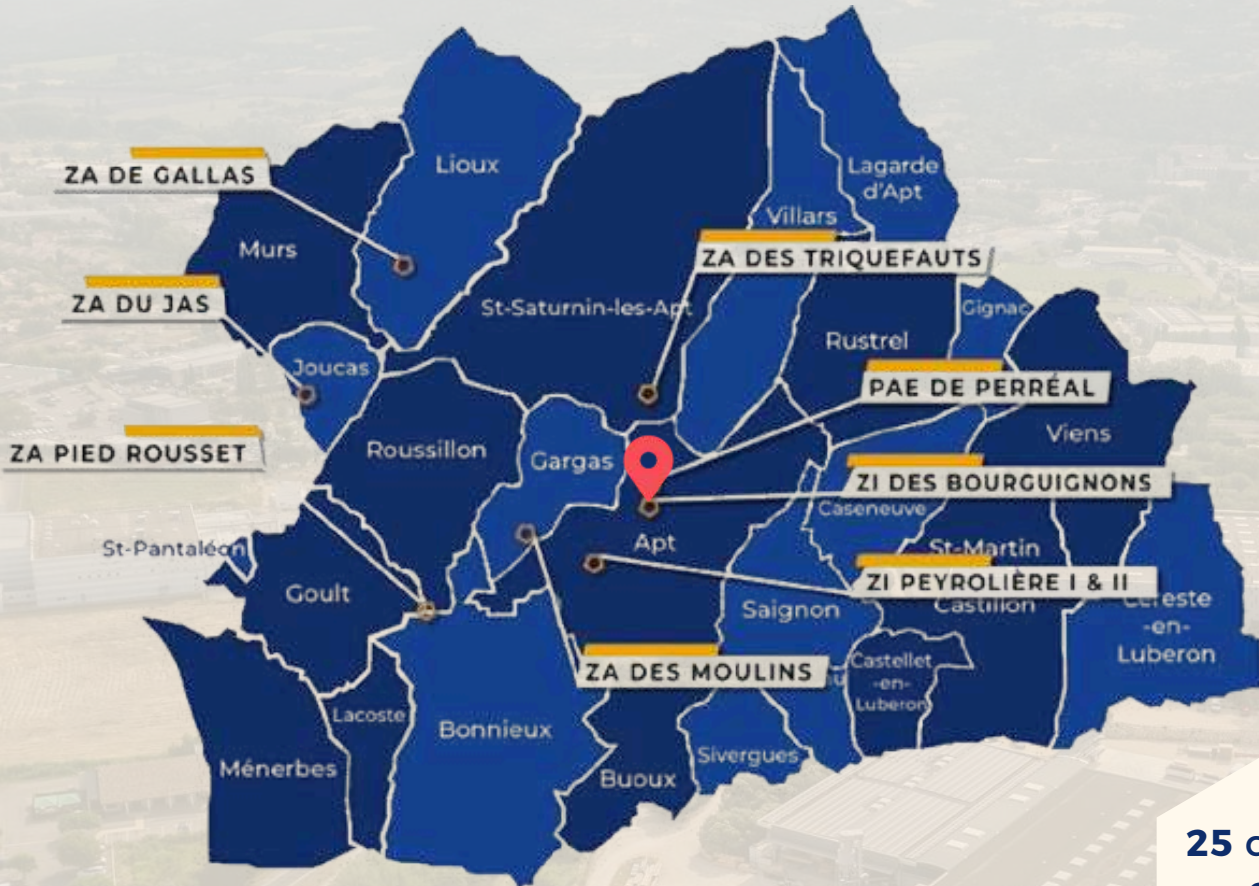 Lioux
Lagarde
d'Apt
ZA DE GALLAS
Villars
Murs
ZA DES TRIQUEFAUTS
ZA DU JAS
St-Saturnin-les-Apt
Gignac
Rustrel
Joucas
PAE DE PERRÉAL
Viens
ZA PIED ROUSSET
Roussillon
Gargas
ZI DES BOURGUIGNONS
Caseneuve
St-Pantaléon
Apt
St-Martin
ZI PEYROLIÈRE I & II
Goult
Saignon
Castillon
Céreste
-en-
Luberon
ZA DES MOULINS
Castellet
-en-
Luberon
Lacoste
Bonnieux
Ménerbes
Sivergues
Buoux
25